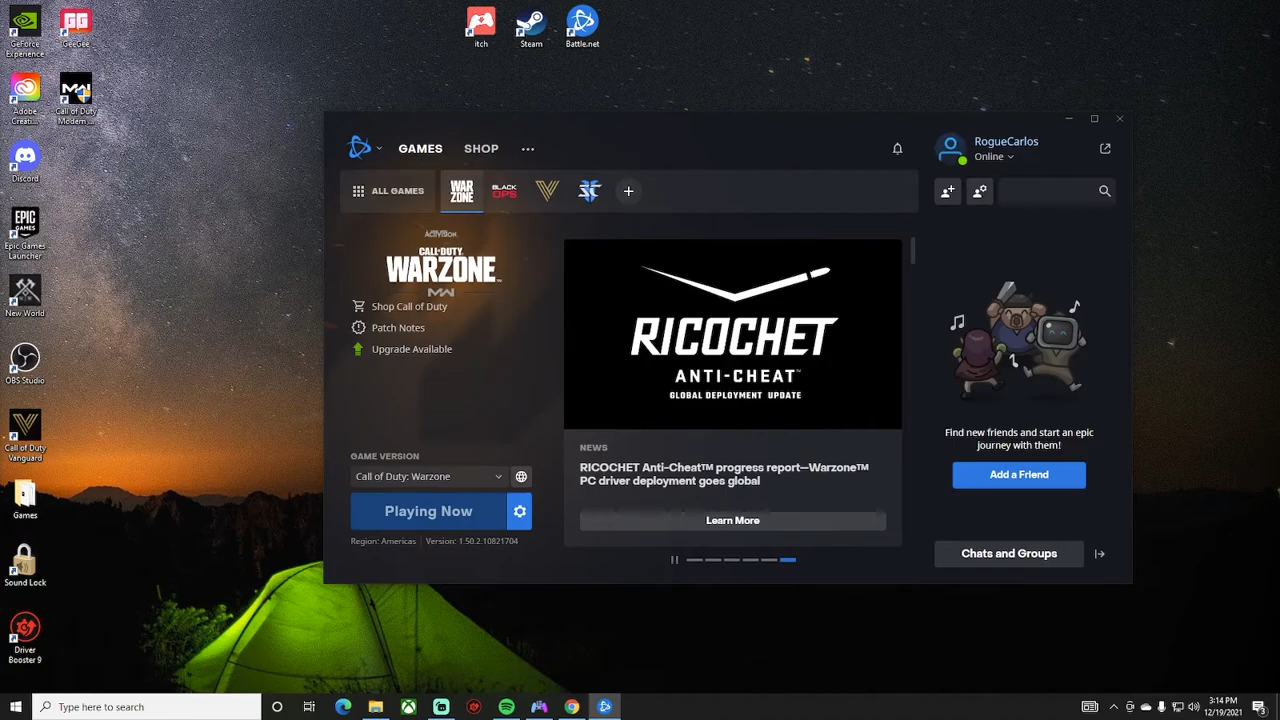 GeForce
Experience
GeeGee
Adobe
Creati...
Call of Duty
Modern ...
Discord
Epic Games
Launcher
New World
OBS Studio
Call of Duty
Vanguard
Games
Sound Lock
Driver
Booster 9
itch
Steam
Battle.net
GAMES
SHOP
...
RogueCarlos
Online
ALL GAMES
WAR
ZONE
BLACK
OPS
ACTIVISION
CALL OF DUTY
WARZONE
MW
Shop Call of Duty
Patch Notes
Upgrade Available
GAME VERSION
Call of Duty: Warzone
Playing Now
Region: Americas | Version: 1.50.2.10821704
RICOCHET
ANTI-CHEAT™
GLOBAL DEPLOYMENT UPDATE
NEWS
RICOCHET Anti-Cheat™ progress report—Warzone™
PC driver deployment goes global
Learn More
Find new friends and start an epic
journey with them!
Add a Friend
Chats and Groups
Type here to search
3:14 PM
12/19/2021